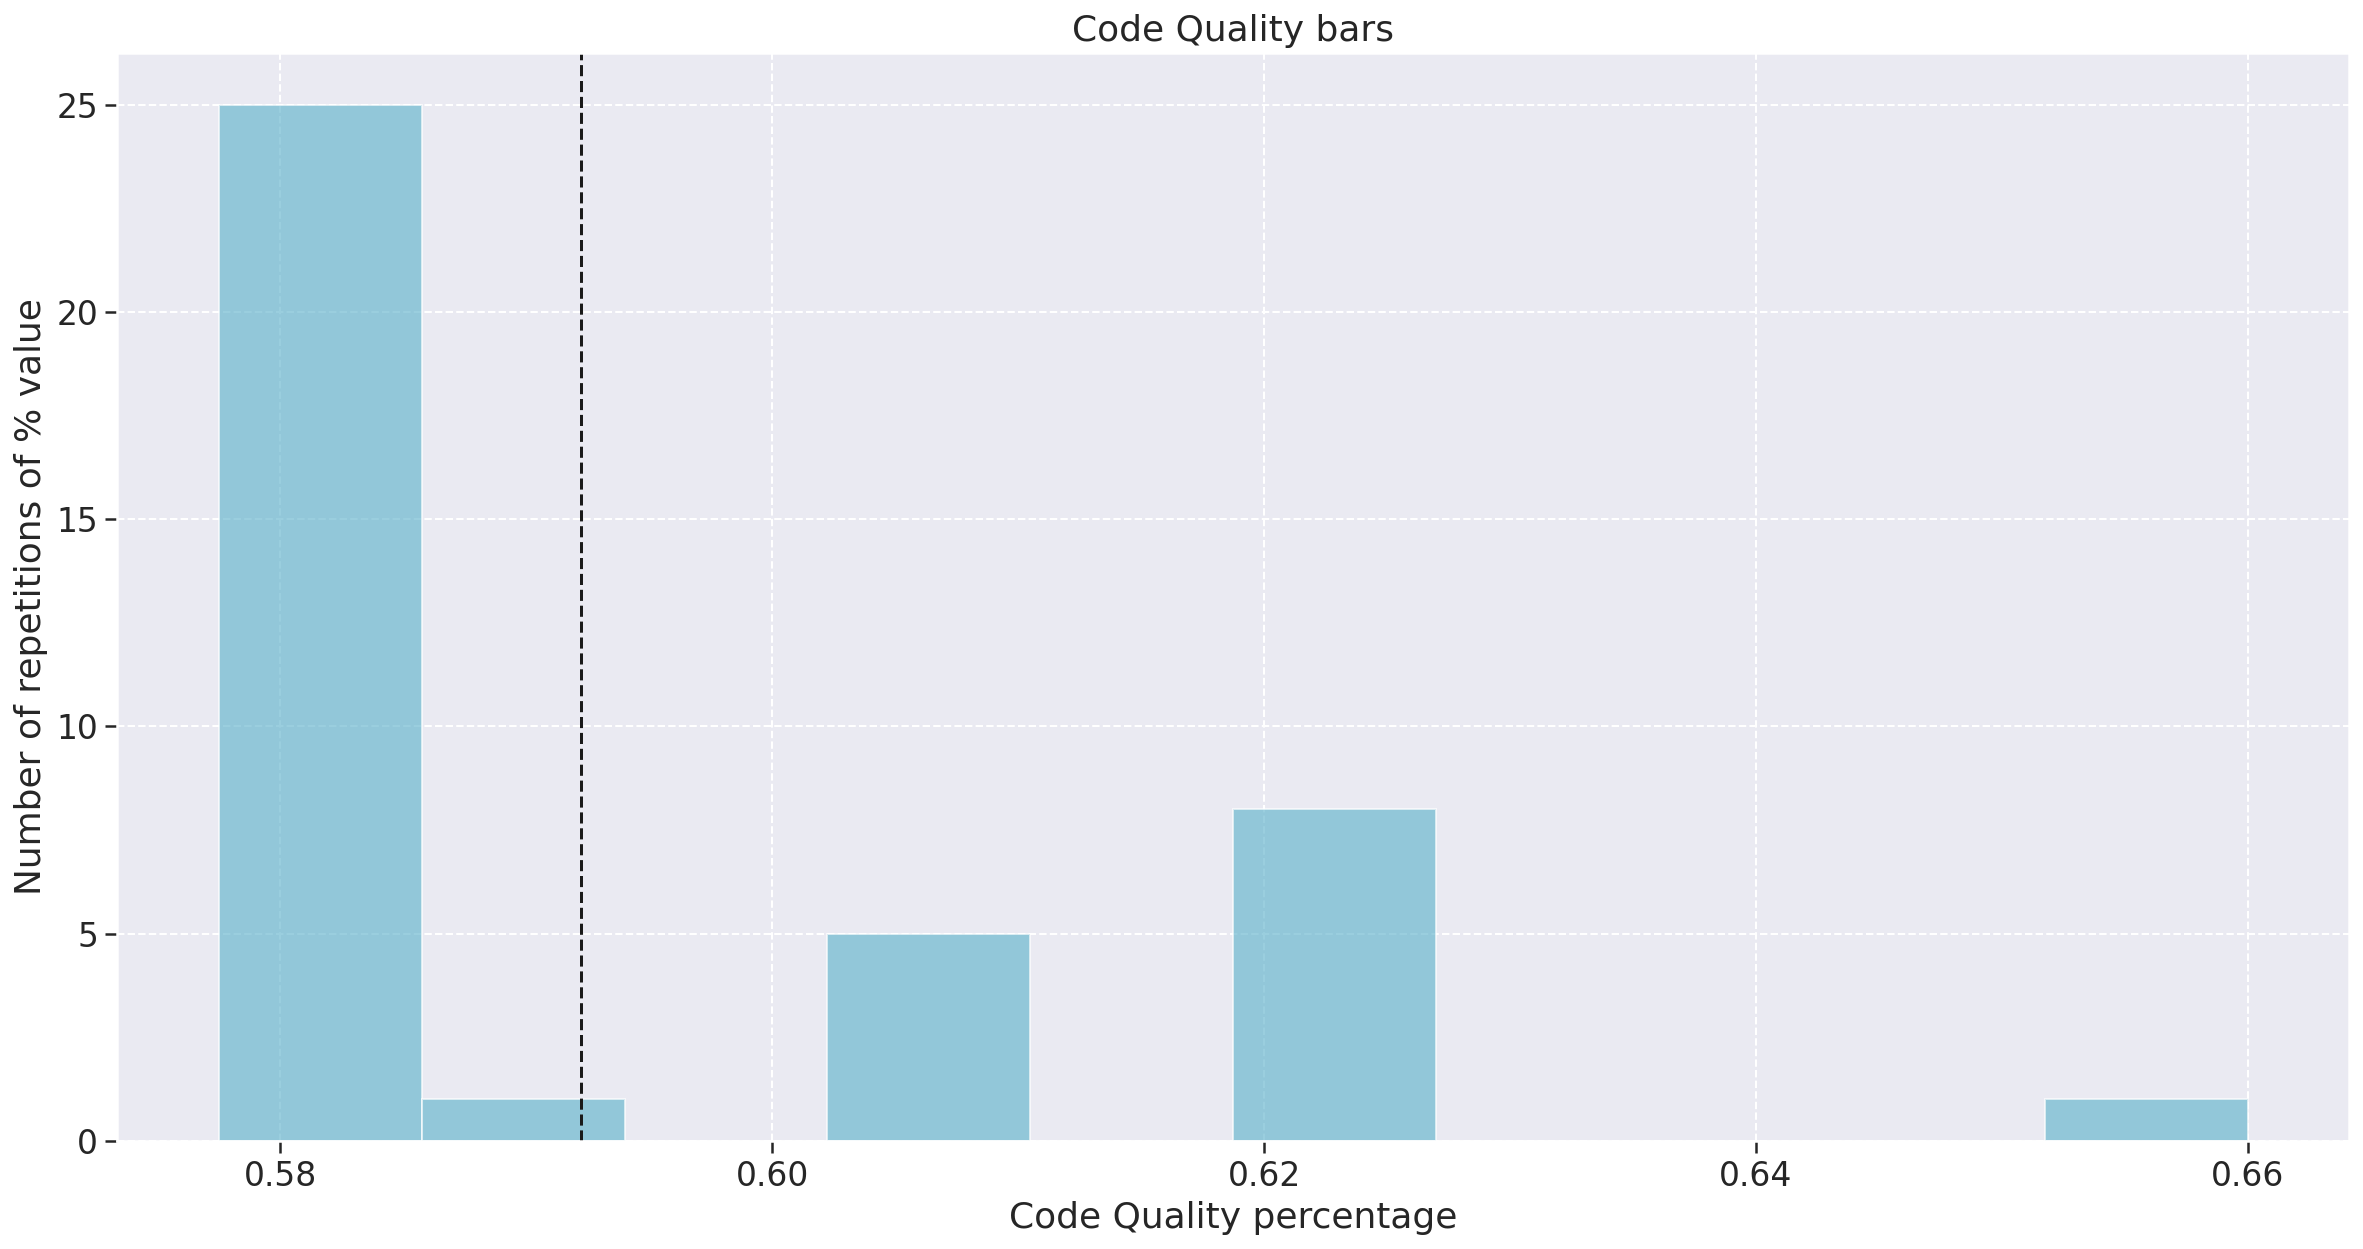 Code Quality bars
Number of repetitions of % value
25
20
15
10
5
0
0.58 0.60 0.62 0.64 0.66
Code Quality percentage